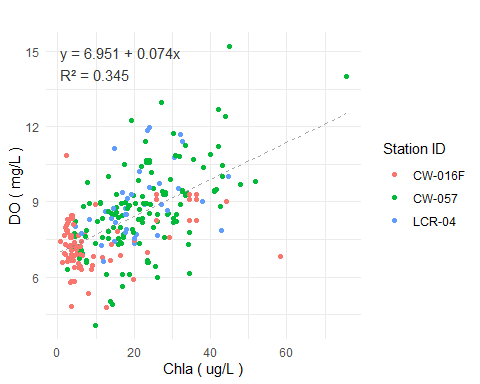 y = 6.951 + 0.074x
R² = 0.345
15
12
9
6
DO ( mg/L )
0
20
40
60
Chla ( ug/L )
Station ID
CW-016F
CW-057
LCR-04